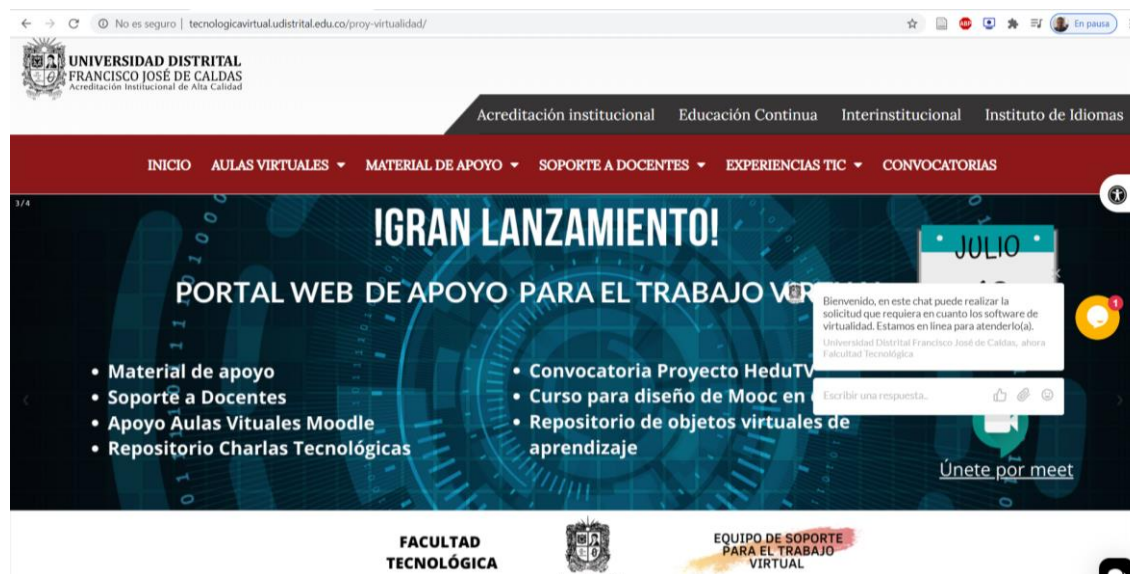 No es seguro | tecnologicavirtual.udistrital.edu.co/proy-virtualidad/
ABP
En pausa
UNIVERSIDAD DISTRITAL
FRANCISCO JOSÉ DE CALDAS
Acreditación Institucional de Alta Calidad
Acreditación institucional Educación Continua Interinstitucional Instituto de Idiomas
INICIO AULAS VIRTUALES MATERIAL DE APOYO SOPORTE A DOCENTES EXPERIENCIAS TIC CONVOCATORIAS
3/4
!GRAN LANZAMIENTO!
JULIO
PORTAL WEB DE APOYO PARA EL TRABAJO
Bienvenido, en este chat puede realizar la
solicitud que requiera en cuanto los software de
virtualidad. Estamos en línea para atenderlo(a).
Universidad Distrital Francisco José de Caldas, ahora
Falcultad Tecnológica
1
Escribir una respuesta..
• Material de apoyo
• Soporte a Docentes
• Apoyo Aulas Vituales Moodle
• Repositorio Charlas Tecnológicas
• Convocatoria Proyecto HeduTV
• Curso para diseño de Mooc en
• Repositorio de objetos virtuales de
aprendizaje
Únete por meet
FACULTAD
TECNOLÓGICA
EQUIPO DE SOPORTE
PARA EL TRABAJO
VIRTUAL